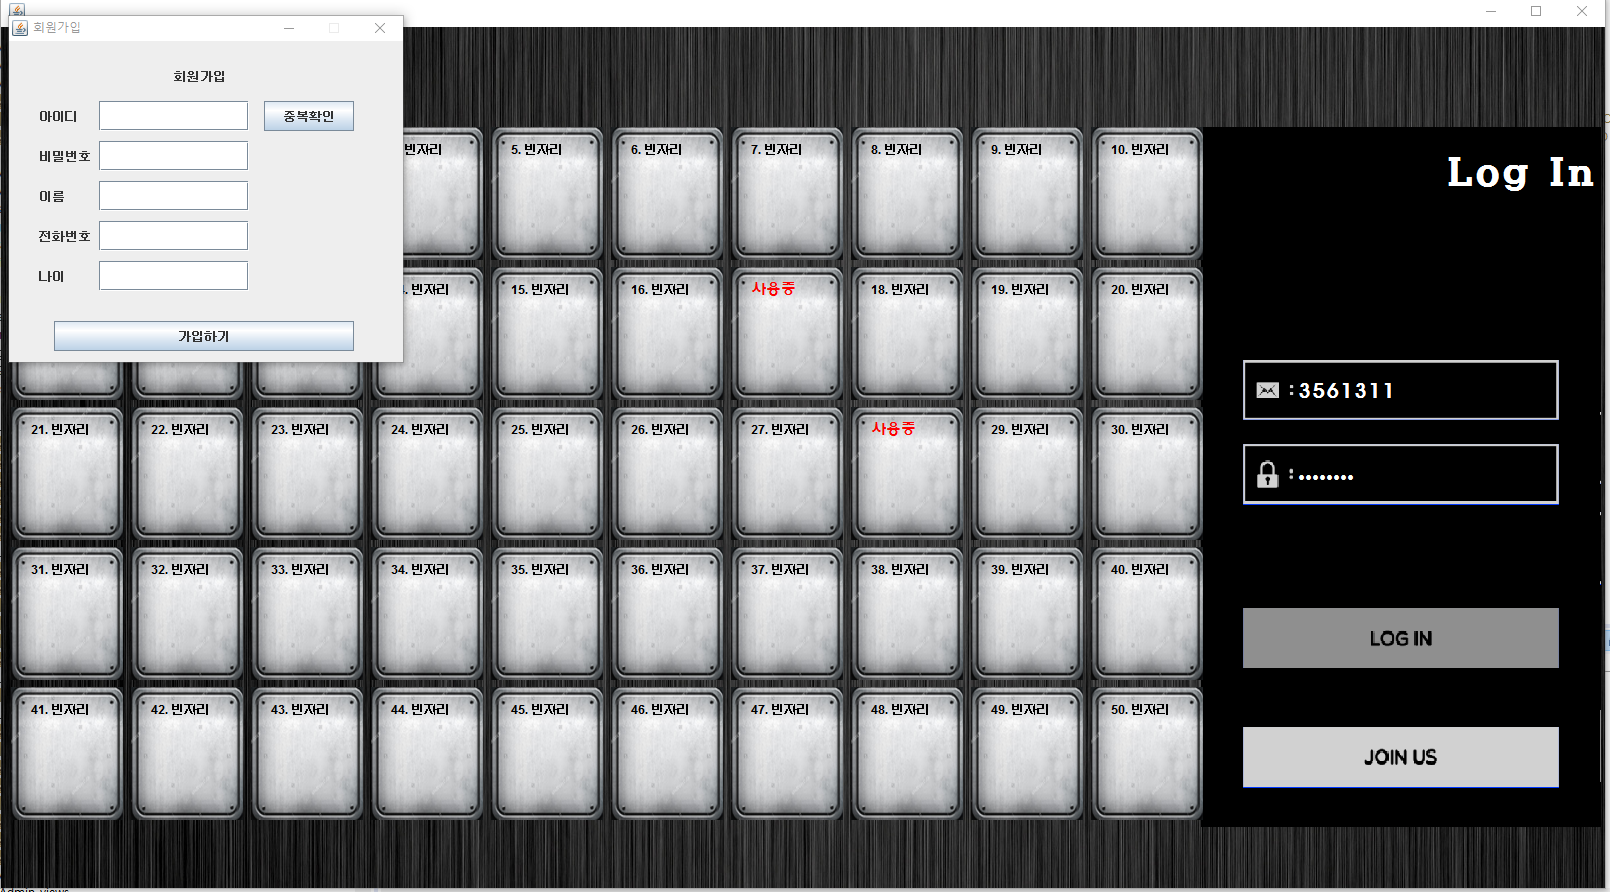 회원가입
회원가입
아이디
중복확인
비밀번호
이름
전화번호
나이
가입하기
빈자리
5. 빈자리
6. 빈자리
7. 빈자리
8. 빈자리
9. 빈자리
10. 빈자리
. 빈자리
15. 빈자리
16. 빈자리
사용중
18. 빈자리
19. 빈자리
20. 빈자리
21. 빈자리
22. 빈자리
23. 빈자리
24. 빈자리
25. 빈자리
26. 빈자리
27. 빈자리
사용중
29. 빈자리
30. 빈자리
31. 빈자리
32. 빈자리
33. 빈자리
34. 빈자리
35. 빈자리
36. 빈자리
37. 빈자리
38. 빈자리
39. 빈자리
40. 빈자리
41. 빈자리
42. 빈자리
43. 빈자리
44. 빈자리
45. 빈자리
46. 빈자리
47. 빈자리
48. 빈자리
49. 빈자리
50. 빈자리
Log In
:3561311
:••••••••
LOG IN
JOIN US